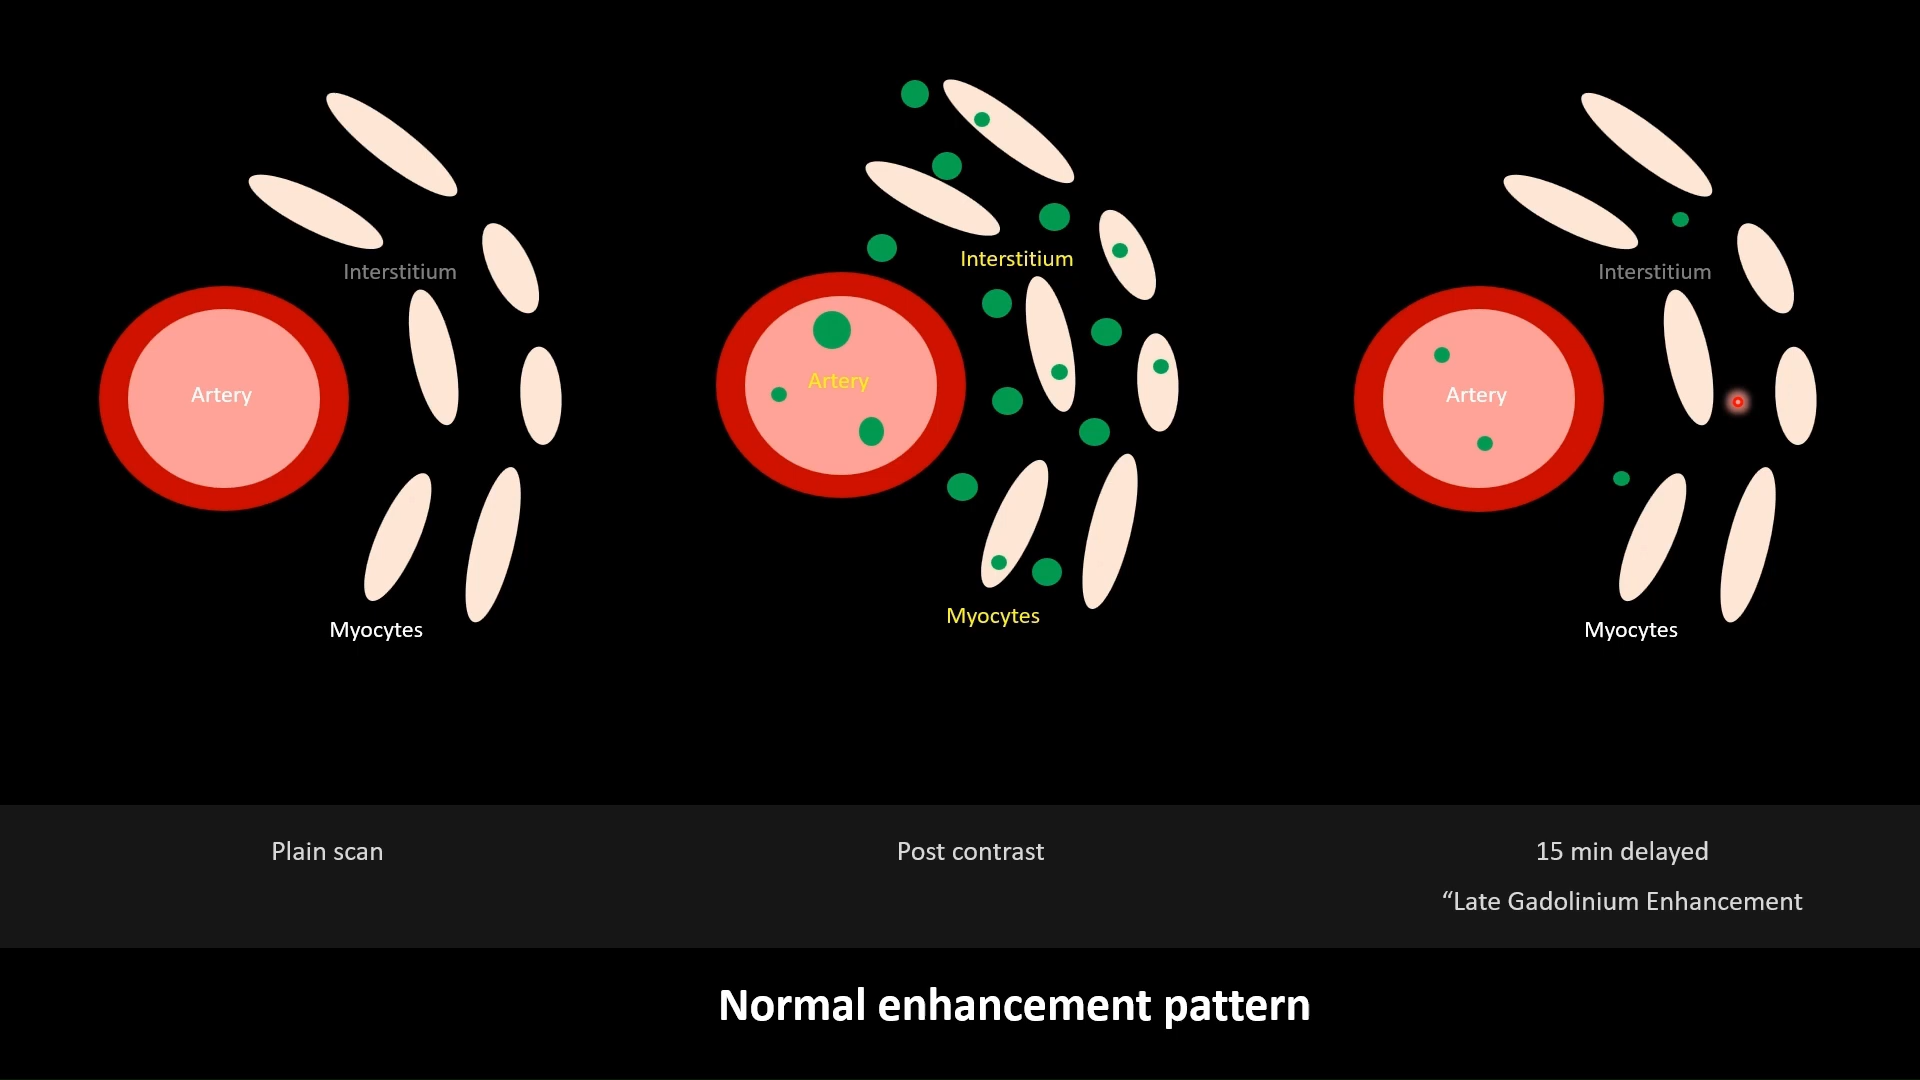 Interstitium
Artery
Myocytes
Interstitium
Artery
Myocytes
Interstitium
Artery
Myocytes
Plain scan
Post contrast
15 min delayed
“Late Gadolinium Enhancement
Normal enhancement pattern